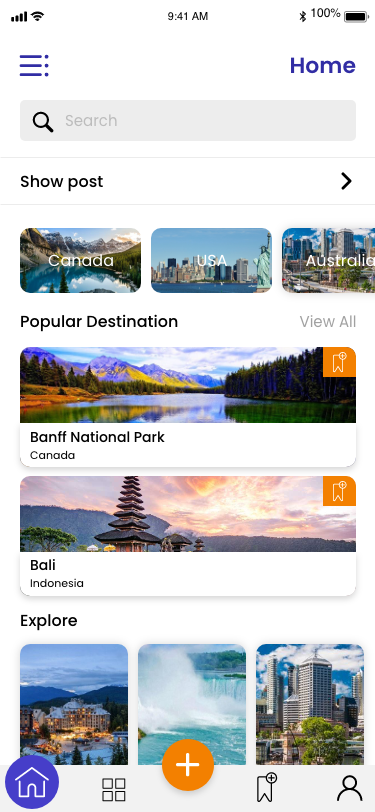 9:41 AM
100%
Home
Search
Show post
Canada
USA
Australia
Popular Destination
View All
Banff National Park
Canada
Bali
Indonesia
Explore